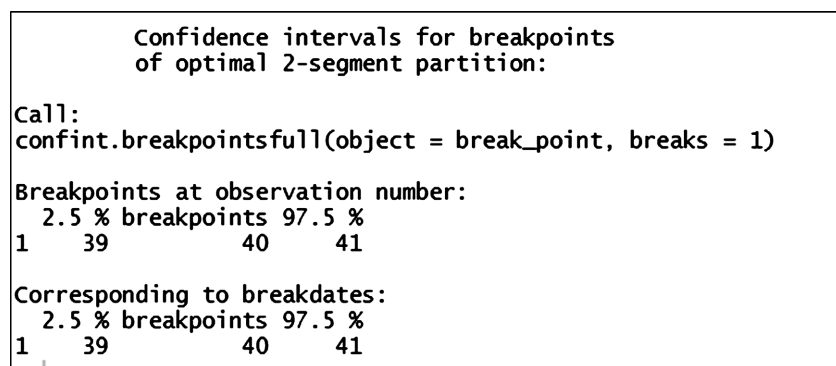 Confidence intervals for breakpoints
of optimal 2-segment partition:
Call:
confint.breakpointsfull(object = break_point, breaks = 1)
Breakpoints at observation number:
2.5 % breakpoints 97.5 %
1 39 40 41
Corresponding to breakdates:
2.5 % breakpoints 97.5 %
1 39 40 41